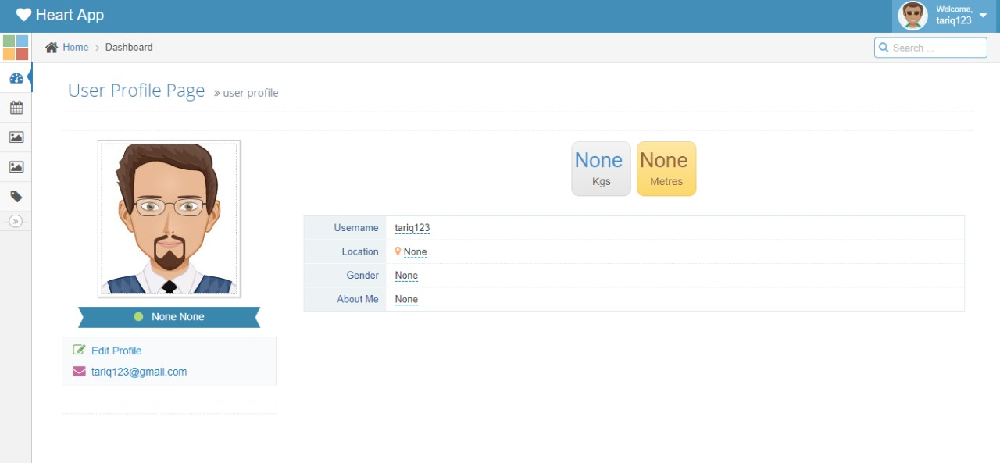 Heart App
Welcome,
tariq123
Home
Dashboard
Search ...
User Profile Page » user profile
None
Kgs
None
Metres
Username tariq123
Location None
Gender None
About Me None
None None
Edit Profile
tariq123@gmail.com